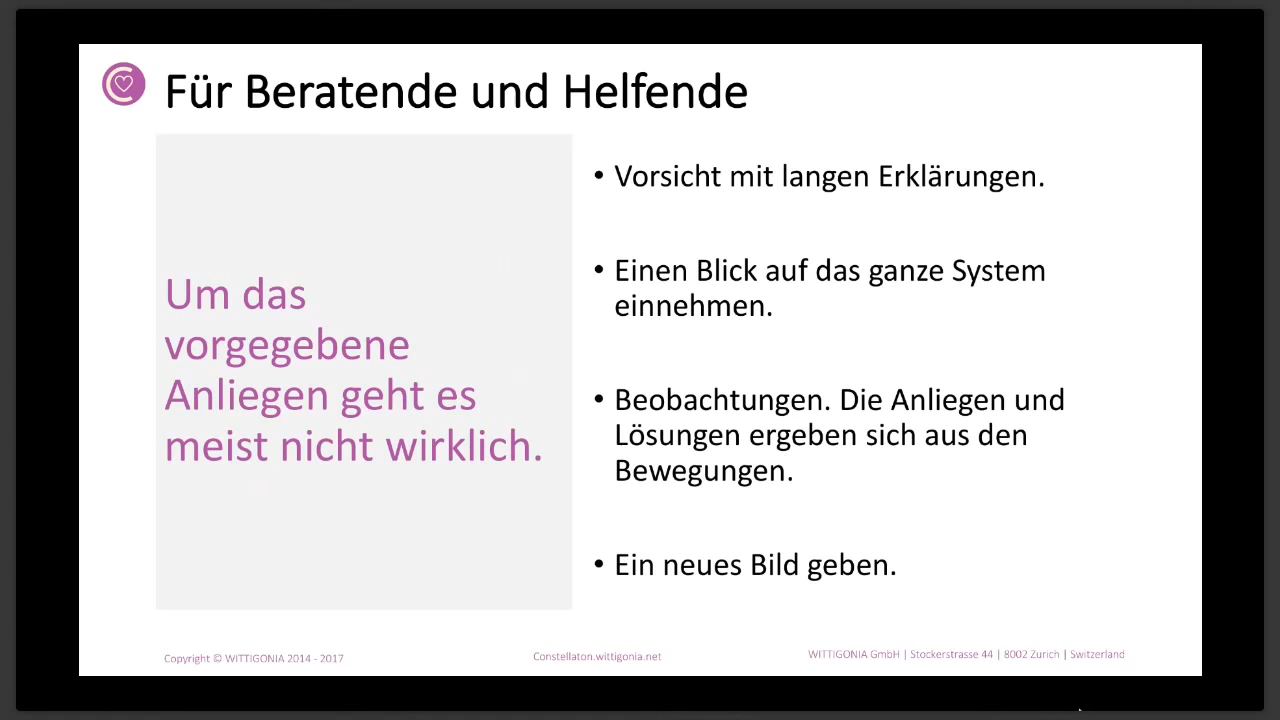 Für Beratende und Helfende
Um das
vorgegebene
Anliegen geht es
meist nicht wirklich.
• Vorsicht mit langen Erklärungen.
• Einen Blick auf das ganze System
einnehmen.
• Beobachtungen. Die Anliegen und
Lösungen ergeben sich aus den
Bewegungen.
• Ein neues Bild geben.
Copyright © WITTIGONIA 2014 - 2017
Constellaton.wittigonia.net
WITTIGONIA GmbH | Stockerstrasse 44 | 8002 Zurich | Switzerland